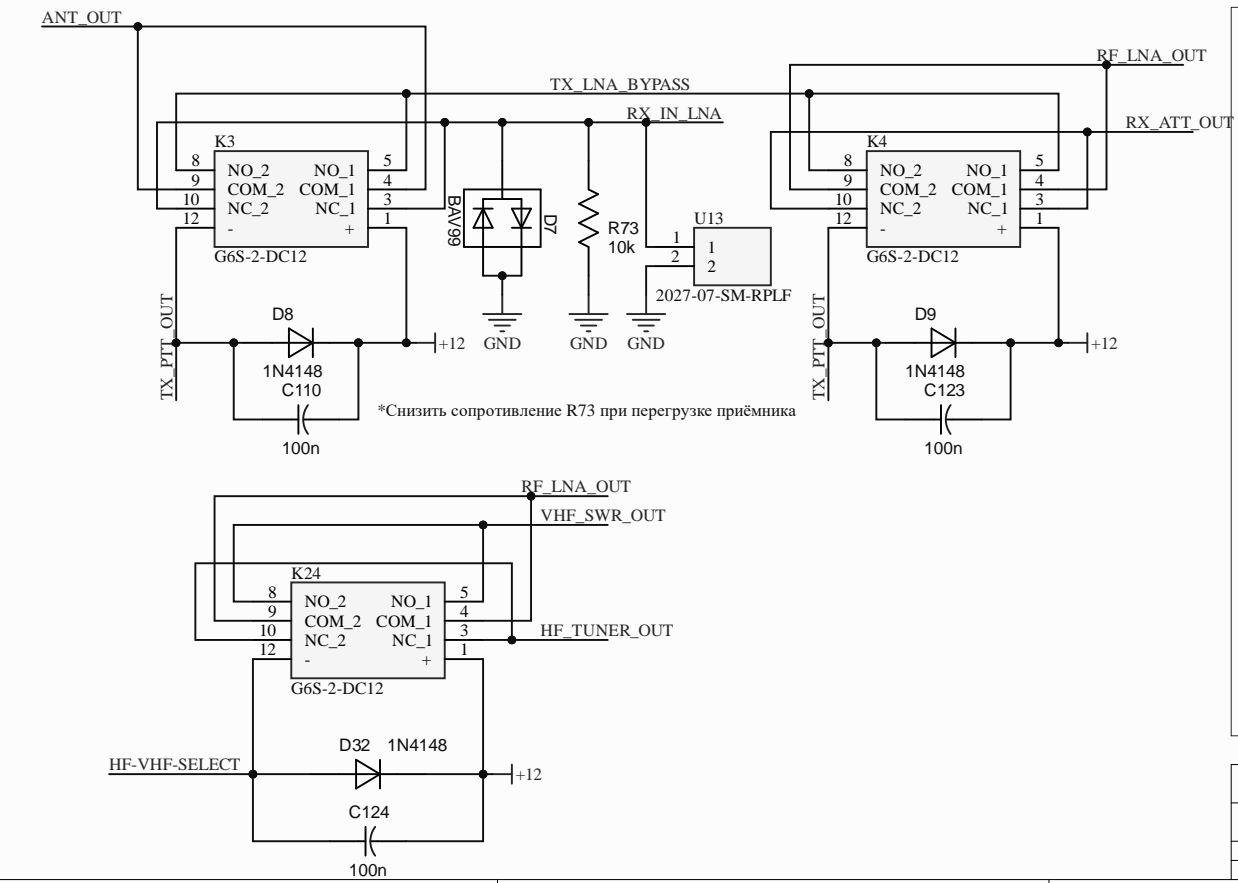 ANT_OUT
RF_LNA_OUT
TX_LNA_BYPASS
RX_IN_LNA
RX_ATT_OUT
K3
8 NO_2 NO_1 5
9 COM_2 COM_1 4
10 NC_2 NC_1 3
12 - + 1
G6S-2-DC12
BAV99
D7
R73
10k
U13
1 1
2 2
2027-07-SM-RPLF
GND
GND
GND
K4
8 NO_2 NO_1 5
9 COM_2 COM_1 4
10 NC_2 NC_1 3
12 - + 1
G6S-2-DC12
TX_PTT_OUT
D8
1N4148
+12
C110
100n
*Снизить сопротивление R73 при перегрузке приёмника
TX_PTT_OUT
D9
1N4148
+12
C123
100n
RF_LNA_OUT
VHF_SWR_OUT
K24
8 NO_2 NO_1 5
9 COM_2 COM_1 4
10 NC_2 NC_1 3
12 - + 1
G6S-2-DC12
HF_TUNER_OUT
D32 1N4148
HF-VHF-SELECT
+12
C124
100n